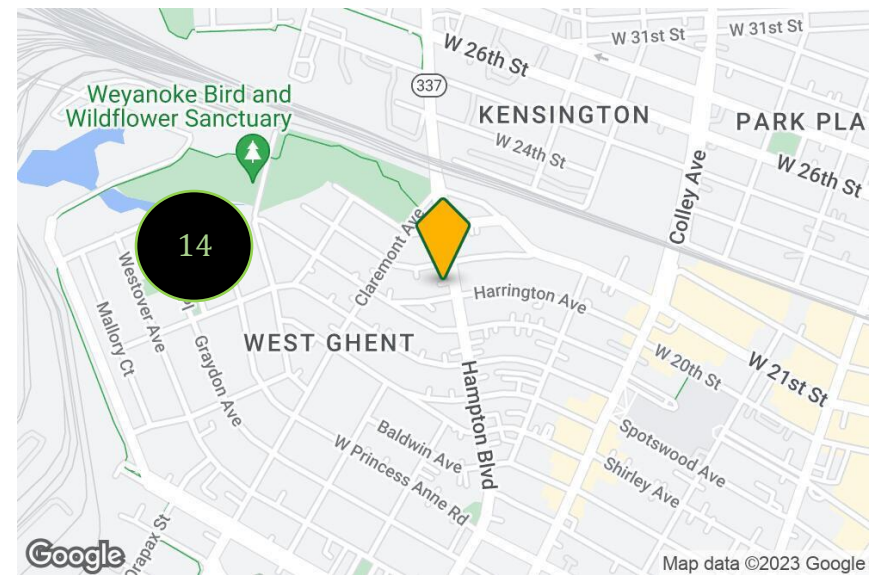 W 26th St
W 31st St
W 31st St
337
Weyanoke Bird and
Wildflower Sanctuary
KENSINGTON
PARK PLA
W 24th St
W 26th St
Colley Ave
14
Claremont Ave
Westover Ave
Mallory Ct
Graydon Ave
Harrington Ave
WEST GHENT
Hampton Blvd
W 20th St
W 21st St
Baldwin Ave
W Princess Anne Rd
Spotswood Ave
Shirley Ave
Orapax St
Google
Map data ©2023 Google